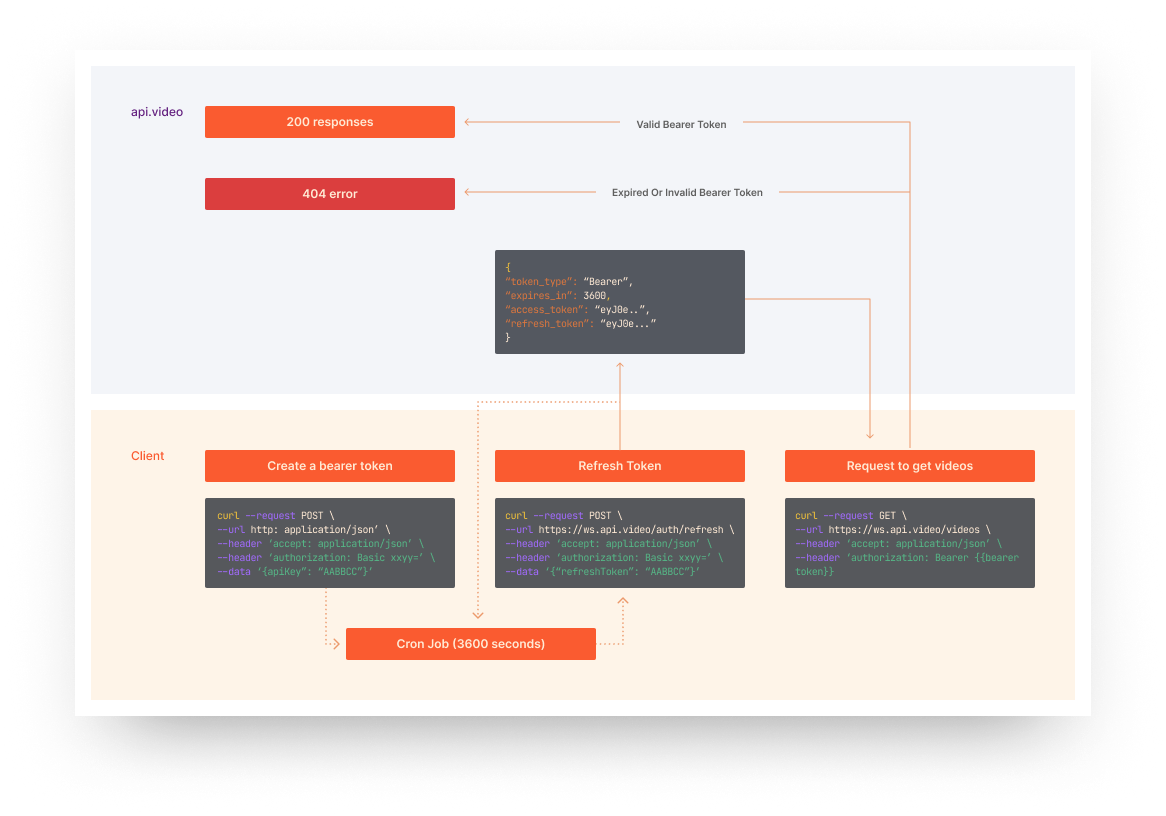 api.video
200 responses
Valid Bearer Token
404 error
Expired Or Invalid Bearer Token
{
“token_type”: “Bearer”,
“expires_in”: 3600,
“access_token”: “eyJ0e..”,
“refresh_token”: “eyJ0e...”
}
Client
Create a bearer token
Refresh Token
Request to get videos
curl --request POST \
--url http: application/json’ \
--header ‘accept: application/json’ \
--header ‘authorization: Basic xxyy=’ \
--data ‘{apiKey”: “AABBCC”}’
curl --request POST \
--url https://ws.api.video/auth/refresh \
--header ‘accept: application/json’ \
--header ‘authorization: Basic xxyy=’ \
--data ‘{“refreshToken”: “AABBCC”}’
curl --request GET \
--url https://ws.api.video/videos \
--header ‘accept: application/json’ \
--header ‘authorization: Bearer {{bearer
token}}
Cron Job (3600 seconds)